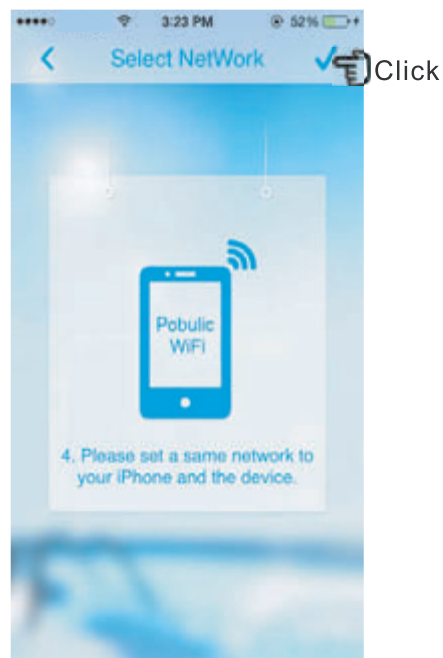 3:23 PM
52%
Select NetWork
Click
Pobulic
WiFi
4. Please set a same network to
your iPhone and the device.